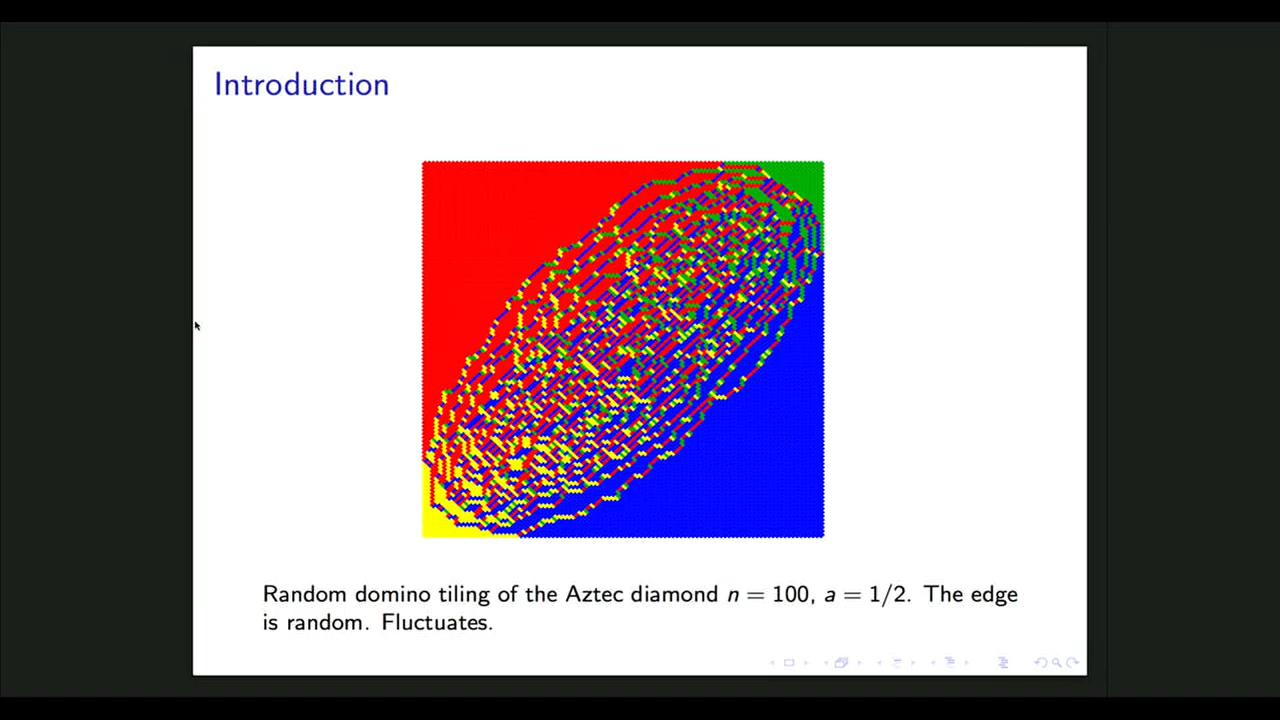 Introduction
Random domino tiling of the Aztec diamond n = 100, a = 1/2. The edge
is random. Fluctuates.